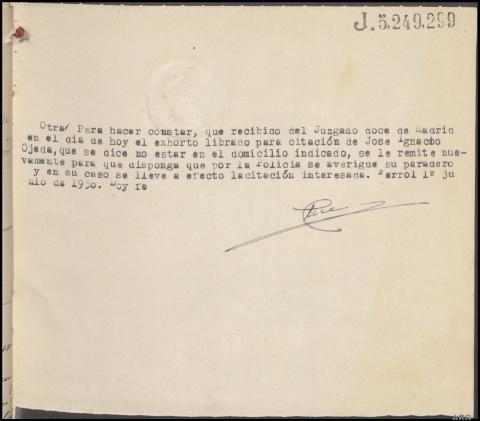 J.5,249,299
Otra/ Para hacer constar, que recibido del Juzgado doce de Madrid
en el dia de hoy el exhorto librado para citación de Jose Ignacbo
Ojeda,que se dice no estar en el domicilio indicado, se le remite nue-
vamente para que disponga que por la Policia se averigue su paradero
y en su caso se lleve a efecto lacitación interesada. Ferrol 1º ju
nio de 1930. Doy fe